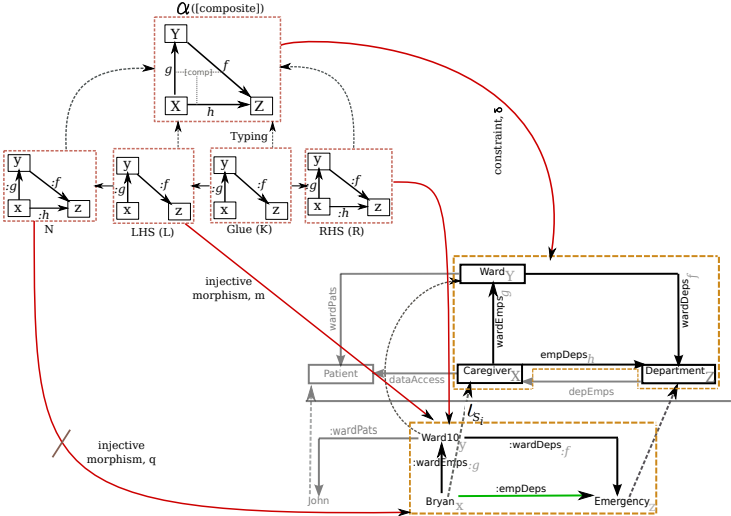 α([composite])
Y
g
[comp]
f
X
h
Z
Typing
constraint, δ
y
:g
:f
x
:h
z
N
y
:g
:f
x
z
LHS (L)
y
:g
:f
x
z
Glue (K)
y
:g
:f
x
:h
z
RHS (R)
injective
morphism, m
Ward Y
wardPats
wardEmps g
wardDeps f
empDeps h
Patient
dataAccess
Caregiver X
Department Z
depEmps
lSi
:wardPats
Ward10 y
:wardDeps :f
:wardEmps :g
injective
morphism, q
:empDeps
John
Bryan x
Emergency z